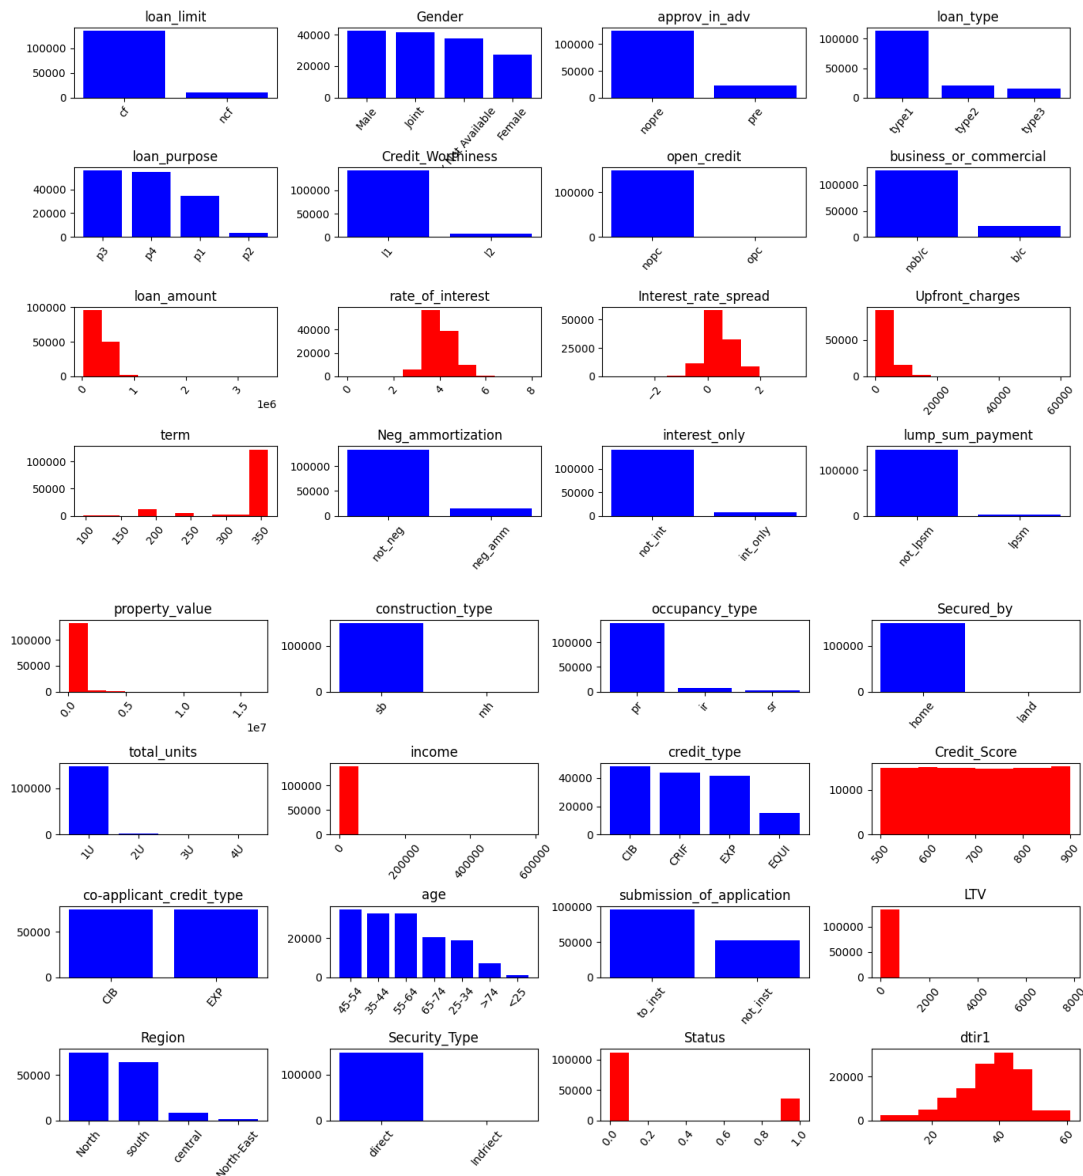 loan_limit
100000
50000
0
cf
ncf
Gender
40000
20000
0
Male
Joint
Not Available
Female
approv_in_adv
100000
50000
0
nopre
pre
loan_type
100000
50000
0
type1
type2
type3
loan_purpose
40000
20000
0
p3
p4
p1
p2
Credit_Worthiness
100000
0
l1
l2
open_credit
100000
0
nopc
opc
business_or_commercial
100000
50000
0
nob/c
b/c
loan_amount
100000
50000
0
0
1
2
3
1e6
rate_of_interest
40000
20000
0
0
2
4
6
8
Interest_rate_spread
50000
25000
0
−2
0
2
Upfront_charges
50000
0
0
20000
40000
60000
term
100000
50000
0
100
150
200
250
300
350
Neg_ammortization
100000
50000
0
not_neg
neg_amm
interest_only
100000
50000
0
not_int
int_only
lump_sum_payment
100000
0
not_lpsm
lpsm
property_value
100000
50000
0
0.0
0.5
1.0
1.5
1e7
construction_type
100000
0
sb
mh
occupancy_type
100000
50000
0
pr
ir
sr
Secured_by
100000
0
home
land
total_units
100000
0
1U
2U
3U
4U
income
150000
100000
50000
0
0
200000
400000
600000
credit_type
40000
20000
0
CIB
CRIF
EXP
EQUI
Credit_Score
10000
0
500
600
700
800
900
co-applicant_credit_type
50000
0
CIB
EXP
age
20000
0
45-54
35-44
55-64
65-74
25-34
>74
<25
submission_of_application
100000
50000
0
to_inst
not_inst
LTV
100000
50000
0
0
2000
4000
6000
8000
Region
50000
0
North
south
central
North-East
Security_Type
100000
0
direct
Indriect
Status
100000
50000
0
0.0
0.2
0.4
0.6
0.8
1.0
dtir1
20000
0
20
40
60